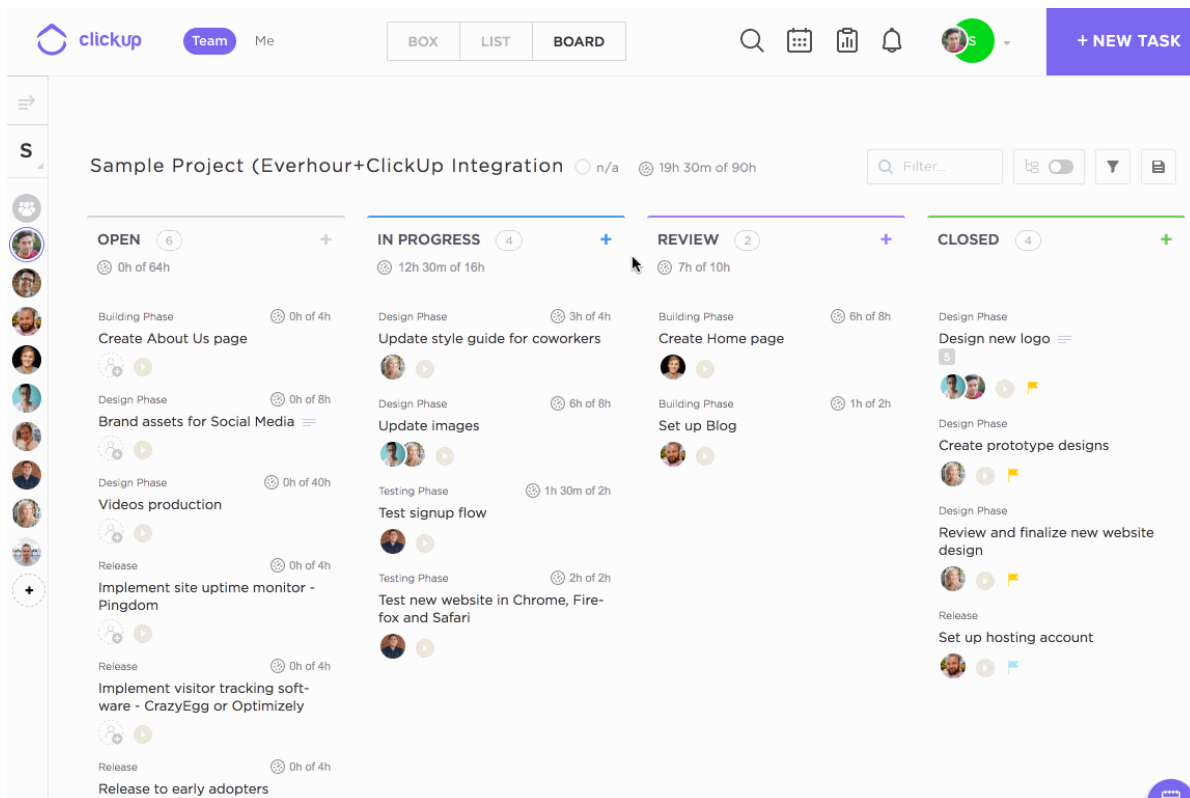 clickup
Team
Me
BOX
LIST
BOARD
S
+ NEW TASK
S
Sample Project (Everhour+ClickUp Integration
n/a
19h 30m of 90h
Filter...
OPEN
6
+
0h of 64h
Building Phase
0h of 4h
Create About Us page
Design Phase
0h of 8h
Brand assets for Social Media
Design Phase
0h of 40h
Videos production
Release
0h of 4h
Implement site uptime monitor -
Pingdom
Release
0h of 4h
Implement visitor tracking soft-
ware - CrazyEgg or Optimizely
Release
0h of 4h
Release to early adopters
IN PROGRESS
4
+
12h 30m of 16h
Design Phase
3h of 4h
Update style guide for coworkers
Design Phase
6h of 8h
Update images
Testing Phase
1h 30m of 2h
Test signup flow
Testing Phase
2h of 2h
Test new website in Chrome, Fire-
fox and Safari
REVIEW
2
+
7h of 10h
Building Phase
6h of 8h
Create Home page
Building Phase
1h of 2h
Set up Blog
CLOSED
4
+
Design Phase
Design new logo
5
Design Phase
Create prototype designs
Design Phase
Review and finalize new website
design
Release
Set up hosting account
+